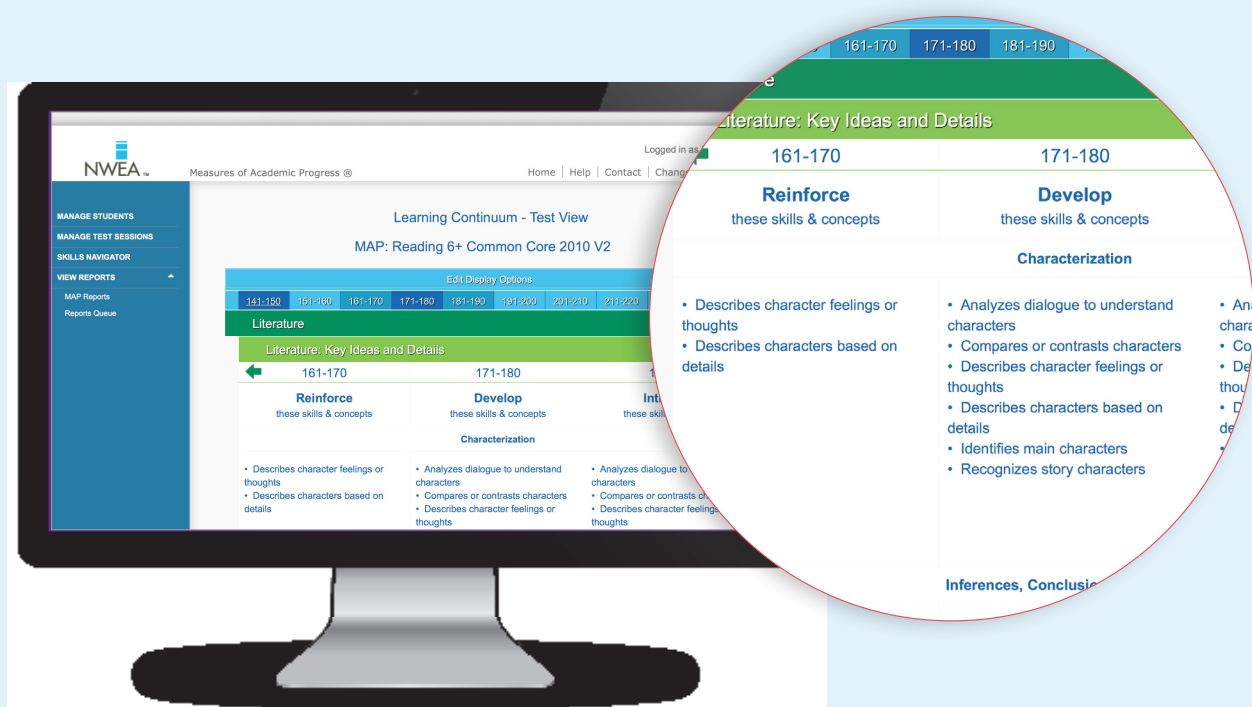 NWEA™
Measures of Academic Progress ®
Logged in as
Home | Help | Contact |
MANAGE STUDENTS
MANAGE TEST SESSIONS
SKILLS NAVIGATOR
VIEW REPORTS
MAP Reports
Reports Queue
Learning Continuum - Test View
MAP: Reading 6+ Common Core 2010 V2
Edit Display Options
141-150 151-160 161-170 171-180 181-190 191-200 201-210 211-220
Literature
Literature: Key Ideas and Details
161-170 171-180
Reinforce Develop
these skills & concepts these skills & concepts these
Characterization
• Describes character feelings or
thoughts
• Describes characters based on
details
• Analyzes dialogue to understand
characters
• Compares or contrasts characters
• Describes character feelings or
thoughts
• Analyzes dialogue to
characters
• Compares or contrasts
• Describes character feelings
thoughts
161-170 171-180 181-190
Literature: Key Ideas and Details
161-170 171-180
Reinforce Develop
these skills & concepts these skills & concepts
Characterization
• Describes character feelings or
thoughts
• Describes characters based on
details
• Analyzes dialogue to understand
characters
• Compares or contrasts characters
• Describes character feelings or
thoughts
• Describes characters based on
details
• Identifies main characters
• Recognizes story characters
Inferences,